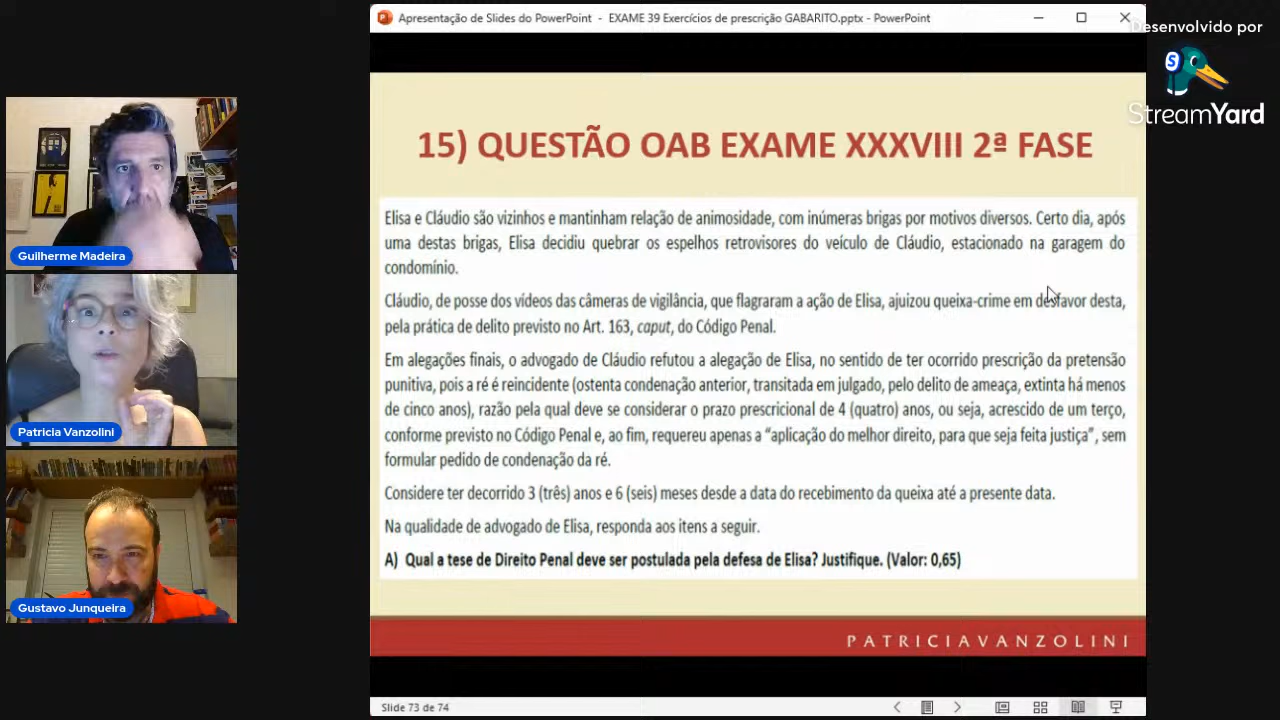 Apresentação de Slides do PowerPoint - EXAME 39 Exercícios de prescrição GABARITO.pptx - PowerPoint
Desenvolvido por
StreamYard
15) QUESTÃO OAB EXAME XXXVIII 2ª FASE
Elisa e Cláudio são vizinhos e mantinham relação de animosidade, com inúmeras brigas por motivos diversos. Certo dia, após
uma destas brigas, Elisa decidiu quebrar os espelhos retrovisores do veículo de Cláudio, estacionado na garagem do
condomínio.
Cláudio, de posse dos vídeos das câmeras de vigilância, que flagraram a ação de Elisa, ajuizou queixa-crime em desfavor desta,
pela prática de delito previsto no Art. 163, caput, do Código Penal.
Em alegações finais, o advogado de Cláudio refutou a alegação de Elisa, no sentido de ter ocorrido prescrição da pretensão
punitiva, pois a ré é reincidente (ostenta condenação anterior, transitada em julgado, pelo delito de ameaça, extinta há menos
de cinco anos), razão pela qual deve se considerar o prazo prescricional de 4 (quatro) anos, ou seja, acrescido de um terço,
conforme previsto no Código Penal e, ao fim, requereu apenas a “aplicação do melhor direito, para que seja feita justiça”, sem
formular pedido de condenação da ré.
Considere ter decorrido 3 (três) anos e 6 (seis) meses desde a data do recebimento da queixa até a presente data.
Na qualidade de advogado de Elisa, responda aos itens a seguir.
A) Qual a tese de Direito Penal deve ser postulada pela defesa de Elisa? Justifique. (Valor: 0,65)
PATRICIAVANZOLINI
Slide 73 de 74
Guilherme Madeira
Patricia Vanzolini
Gustavo Junqueira